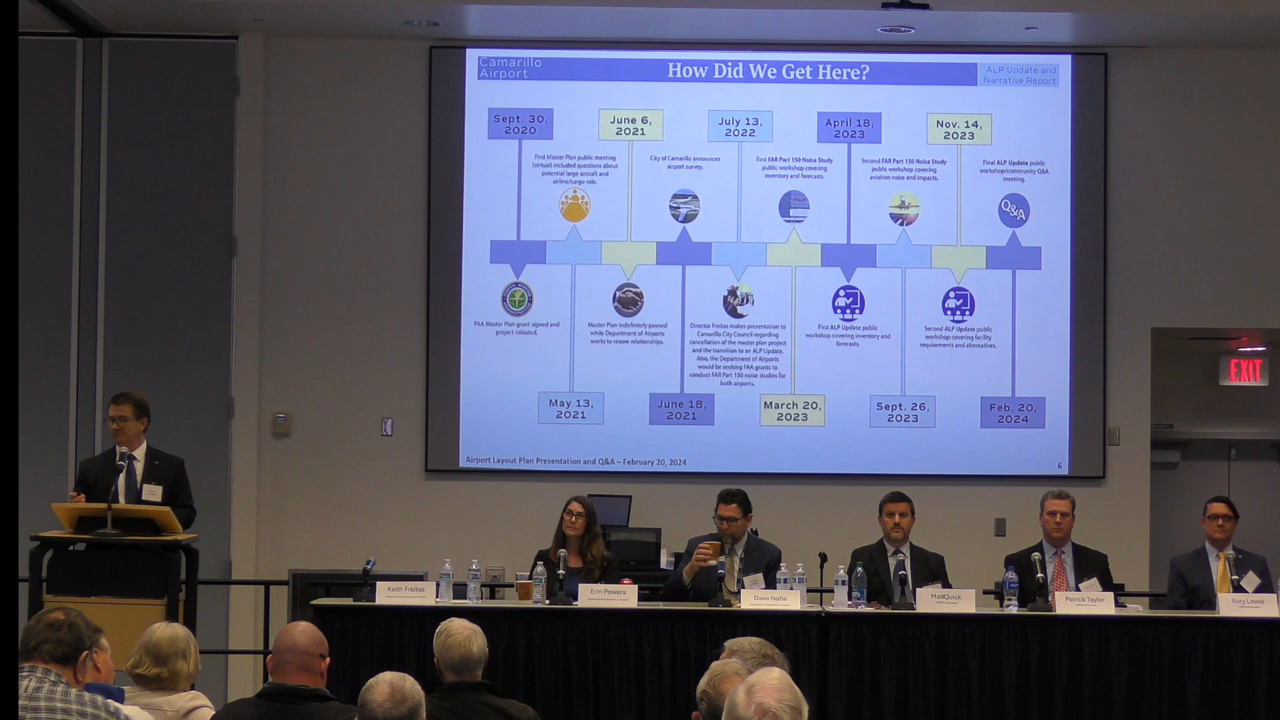 Camarillo
Airport
How Did We Get Here?
ALP Update and
Narrative Report
Sept. 30,
2020
June 6,
2021
July 13,
2022
April 18,
2023
Nov. 14,
2023
First Master Plan public meeting
(virtual) included questions about
potential large aircraft and
airline/cargo role.
City of Camarillo announces
airport survey.
First FAR Part 150 Noise Study
public workshop covering
inventory and forecasts.
Second FAR Part 150 Noise Study
public workshop covering
aviation noise and impacts.
Final ALP Update public
workshop/community Q&A
meeting.
Q&A
FAA Master Plan grant signed and
project initiated.
Master Plan indefinitely paused
while Department of Airports
works to resore relationships.
Director Freitas makes presentation to
Camarillo City Council regarding
cancellation of the master plan project
and the transition to an ALP Update.
Also, the Department of Airports
would be seeking FAA grants to
conduct FAR Part 150 noise studies for
both airports.
First ALP Update public
workshop covering inventory and
forecasts.
Second ALP Update public
workshop covering facility
requirements and alternatives.
May 13,
2021
June 18,
2021
March 20,
2023
Sept. 26,
2023
Feb. 20,
2024
Airport Layout Plan Presentation and Q&A – February 20, 2024
6
EXIT
Keith Freitas
Erin Powers
Dave Nafie
Matt Quick
Patrick Taylor
Kory Lewis